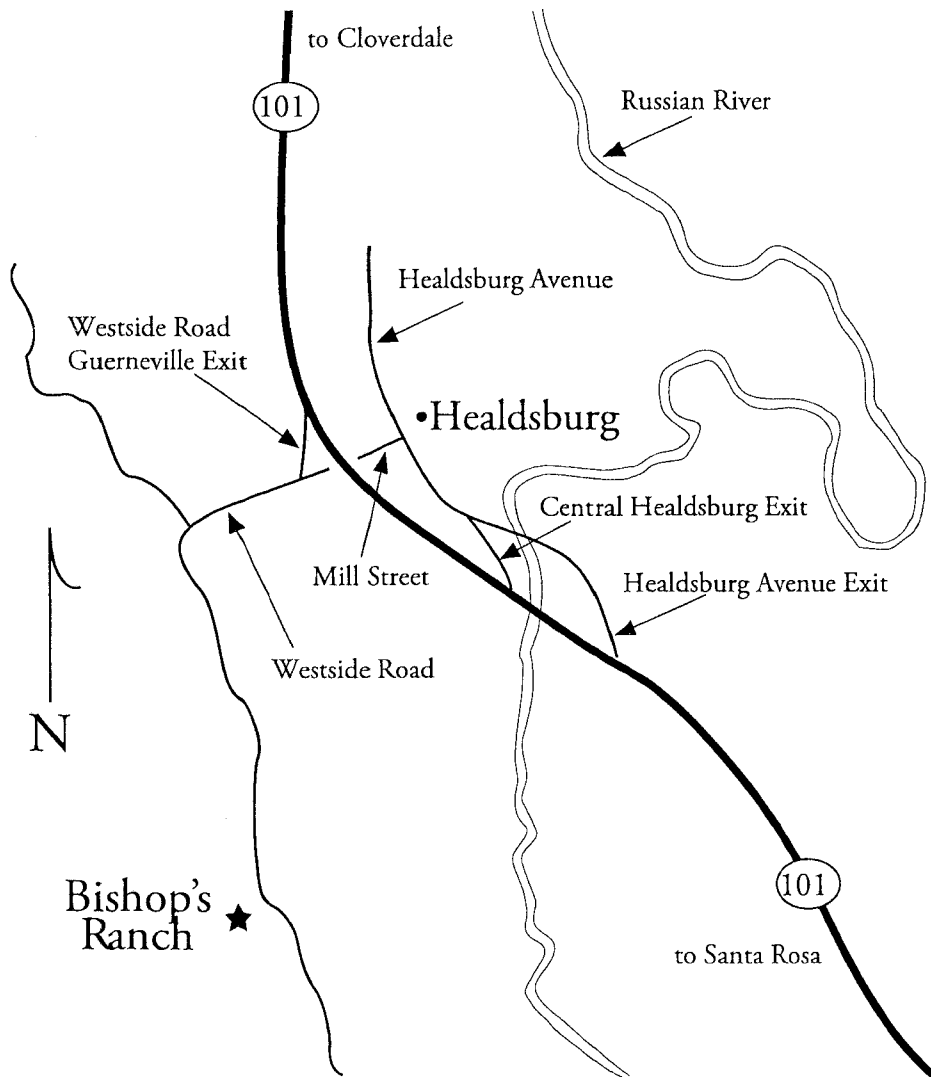 to Cloverdale
101
Russian River
Healdsburg Avenue
Westside Road
Guerneville Exit
Healdsburg
Central Healdsburg Exit
Mill Street
Healdsburg Avenue Exit
Westside Road
N
Bishop's
Ranch
101
to Santa Rosa